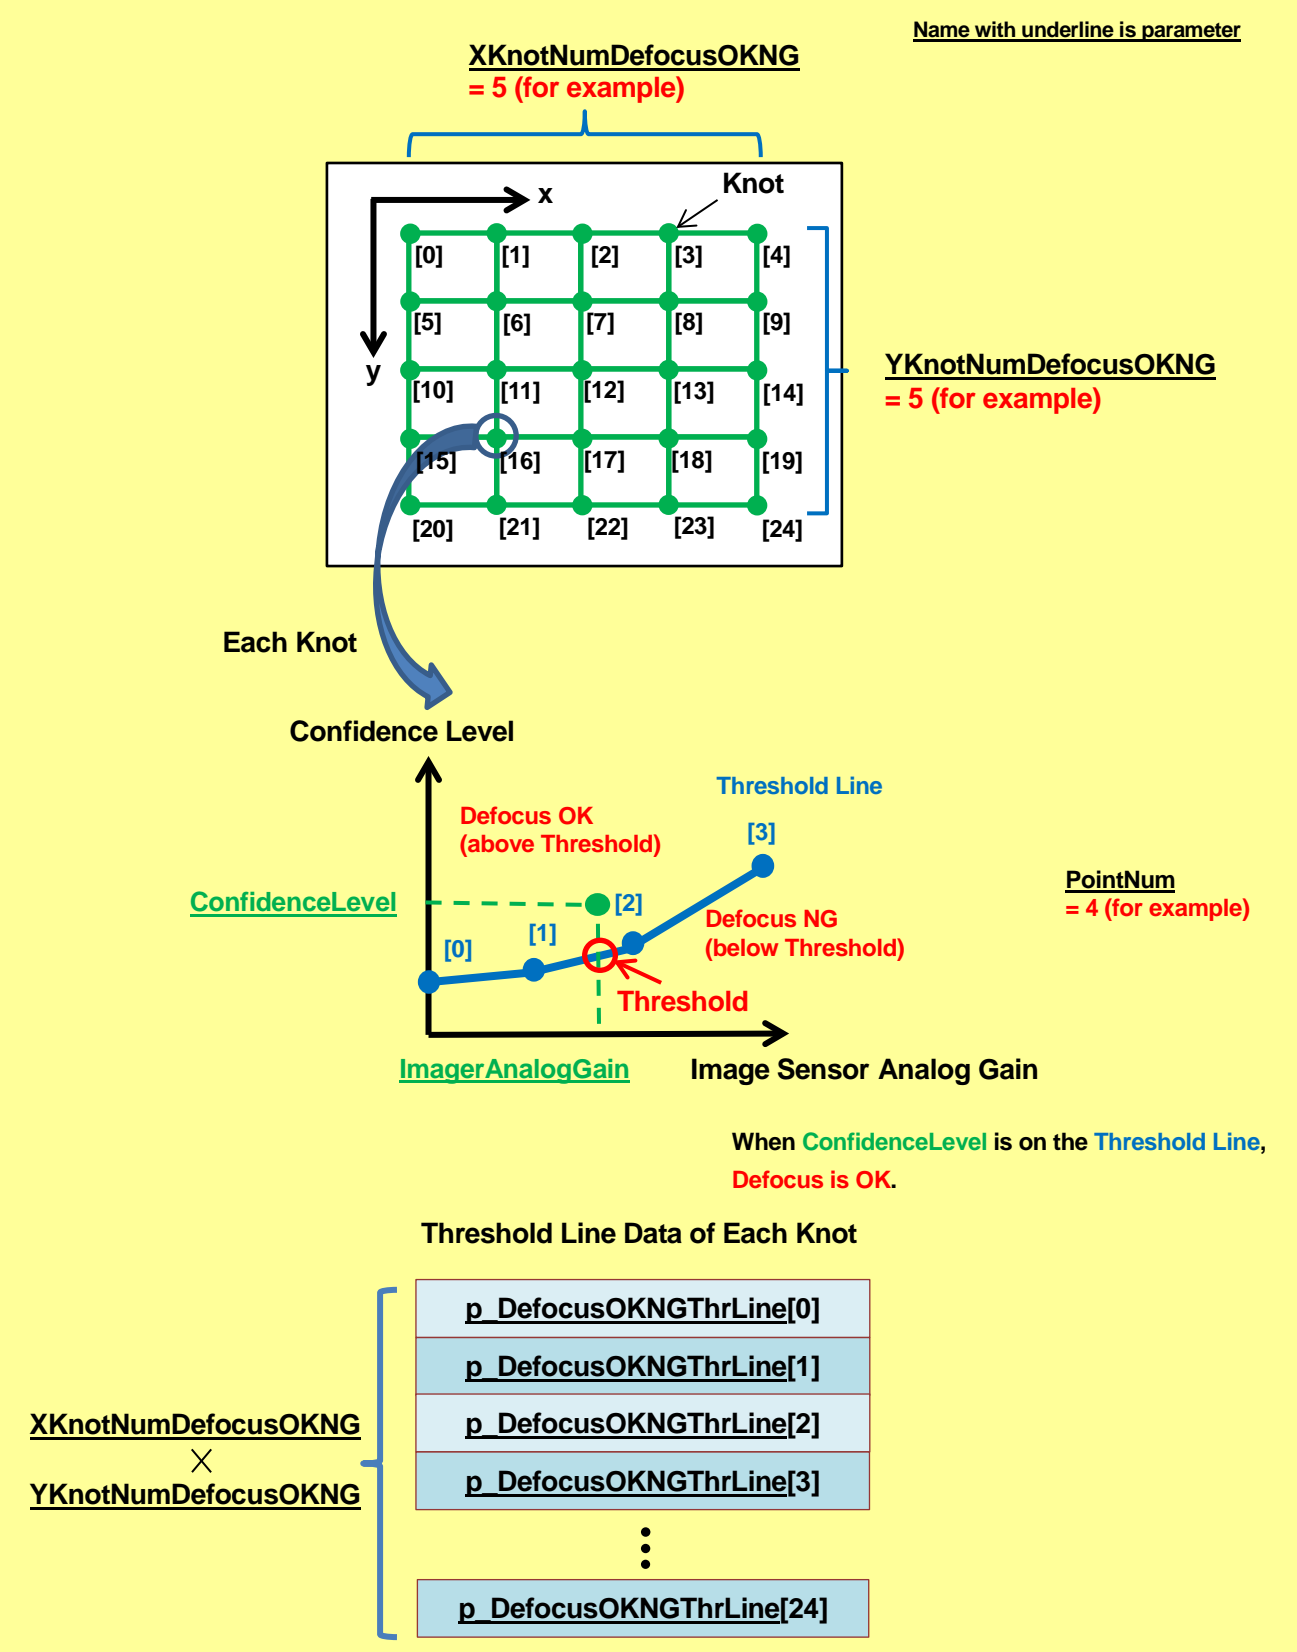 Name with underline is parameter
XKnotNumDefocusOKNG
= 5 (for example)
x
Knot
y
[0] [1] [2] [3] [4]
[5] [6] [7] [8] [9]
[10] [11] [12] [13] [14]
[15] [16] [17] [18] [19]
[20] [21] [22] [23] [24]
YKnotNumDefocusOKNG
= 5 (for example)
Each Knot
Confidence Level
Threshold Line
Defocus OK
(above Threshold)
[3]
ConfidenceLevel
[2]
[1]
[0]
Defocus NG
(below Threshold)
PointNum
= 4 (for example)
Threshold
ImagerAnalogGain
Image Sensor Analog Gain
When ConfidenceLevel is on the Threshold Line,
Defocus is OK.
Threshold Line Data of Each Knot
p_DefocusOKNGThrLine[0]
p_DefocusOKNGThrLine[1]
p_DefocusOKNGThrLine[2]
p_DefocusOKNGThrLine[3]
p_DefocusOKNGThrLine[24]
XKnotNumDefocusOKNG
×
YKnotNumDefocusOKNG